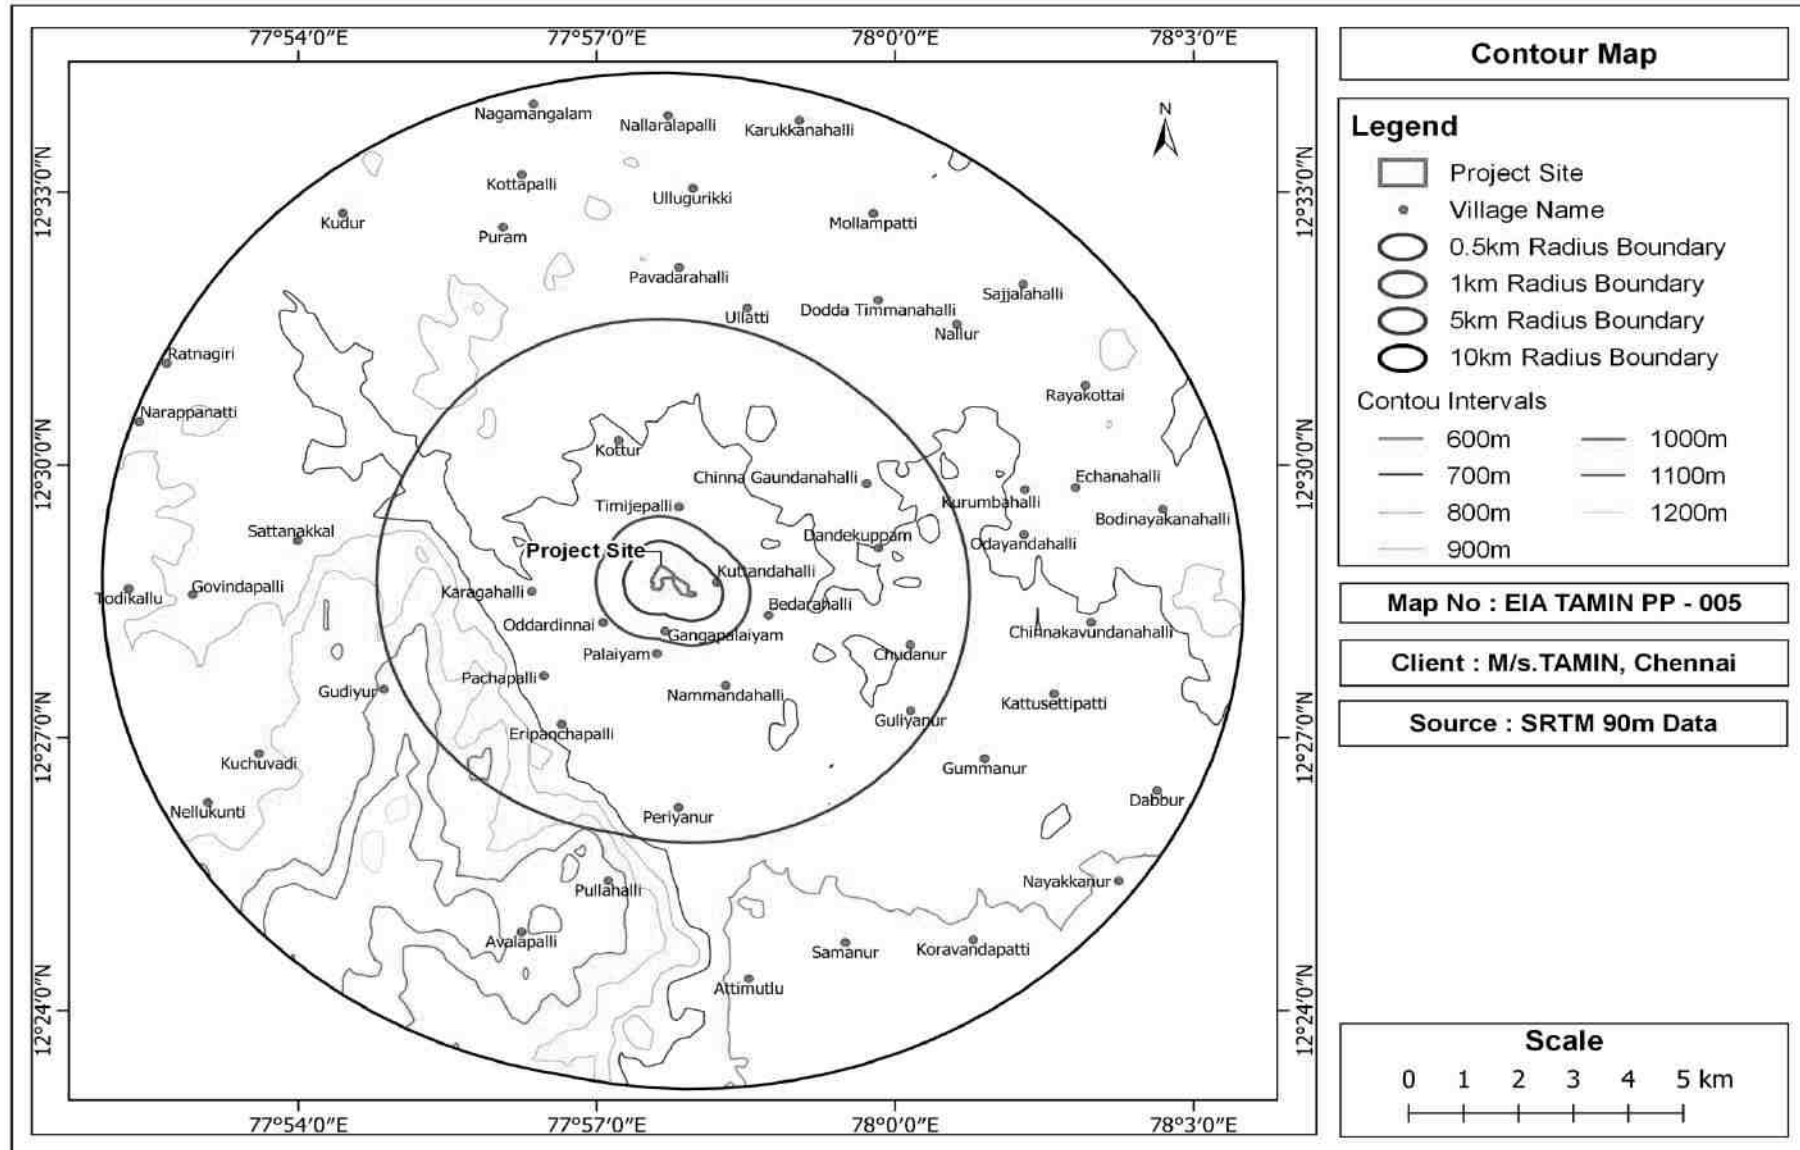 77°54'0"E 77°57'0"E 78°0'0"E 78°3'0"E
N
Nagamangalam
Nallaralapalli
Karukkanahalli
12°33'0"N
12°33'0"N
Kottapalli
Ullugurikki
Kudur
Puram
Mollampatti
Pavadarahalli
Sajjalahalli
Ullatti
Dodda Timmanahalli
Nallur
Ratnagiri
Rayakottai
Narappanatti
12°30'0"N
12°30'0"N
Kottur
Chinna Gaundanahalli
Echanahalli
Kurumbahalli
Timijepalli
Bodinayakanahalli
Sattanakkal
Dandekuppam
Odayandahalli
Project Site
Kuttandahalli
Todikallu
Govindapalli
Karagahalli
Bedarahalli
Oddardinnai
Gangapalaiyam
Chinnakavundanahalli
Palaiyam
Chudanur
Pachapalli
Gudiyur
Nammandahalli
Kattusettipatti
Guliyanur
Eripanchapalli
12°27'0"N
12°27'0"N
Kuchuvadi
Gummanur
Nellukunti
Periyanur
Dabbur
Pullahalli
Nayakkanur
Avalapalli
Samanur
Koravandapatti
Attimutlu
12°24'0"N
12°24'0"N
77°54'0"E 77°57'0"E 78°0'0"E 78°3'0"E
Contour Map
Legend
Project Site
Village Name
0.5km Radius Boundary
1km Radius Boundary
5km Radius Boundary
10km Radius Boundary
Contou Intervals
600m 1000m
700m 1100m
800m 1200m
900m
Map No : EIA TAMIN PP - 005
Client : M/s.TAMIN, Chennai
Source : SRTM 90m Data
Scale
0 1 2 3 4 5 km